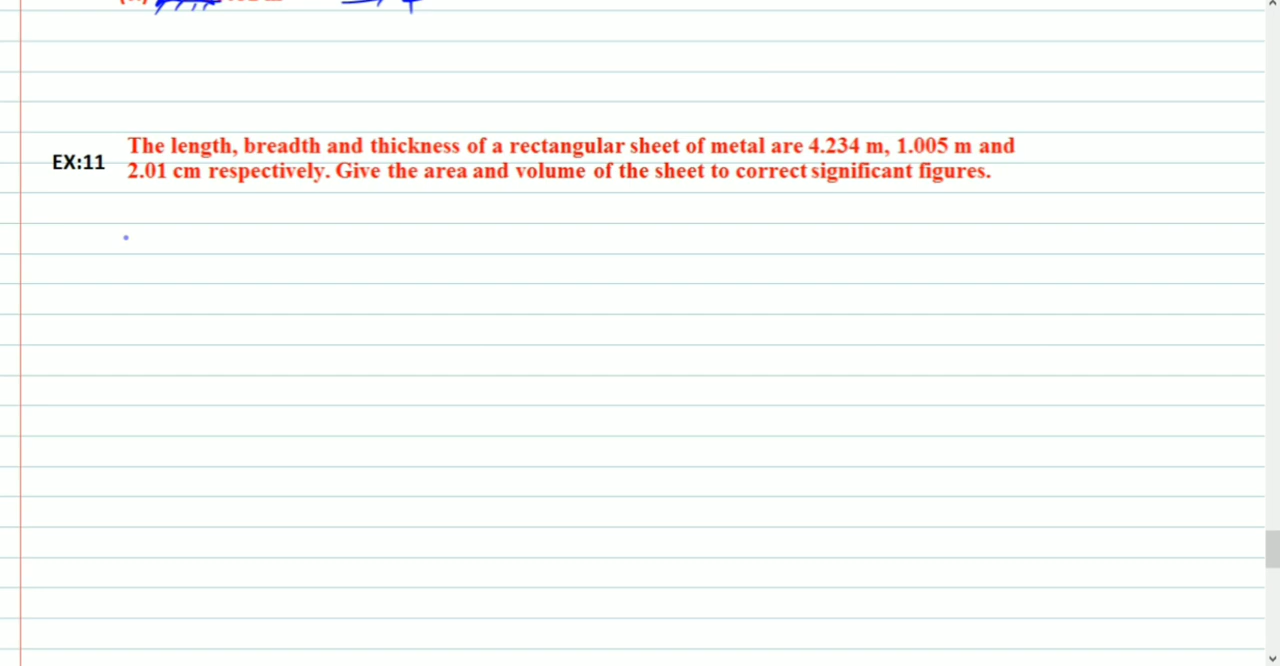 The length, breadth and thickness of a rectangular sheet of metal are 4.234 m, 1.005 m and
EX:11
2.01 cm respectively. Give the area and volume of the sheet to correct significant figures.